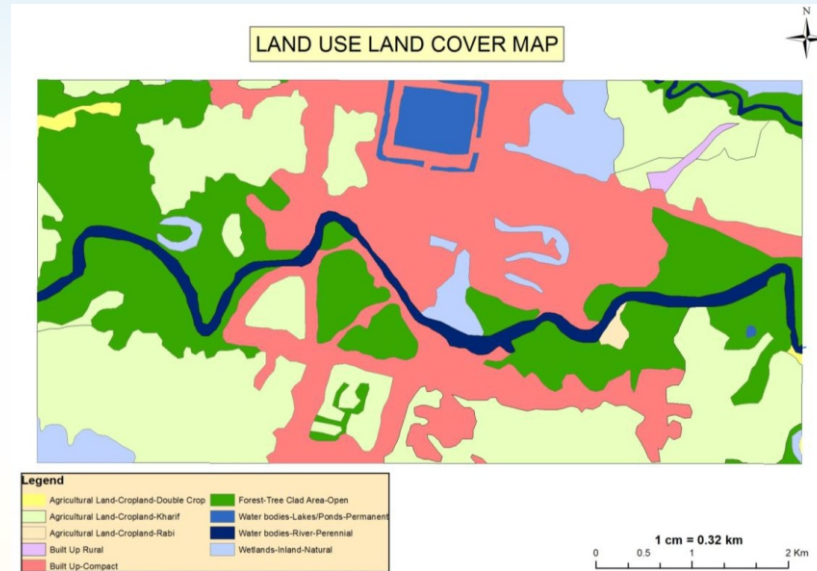 N
LAND USE LAND COVER MAP
Legend
Agricultural Land-Cropland-Double Crop
Agricultural Land-Cropland-Kharif
Agricultural Land-Cropland-Rabi
Built Up Rural
Built Up-Compact
Forest-Tree Clad Area-Open
Water bodies-Lakes/Ponds-Permanent
Water bodies-River-Perennial
Wetlands-Inland-Natural
1 cm = 0.32 km
0 0.5 1 2 Km